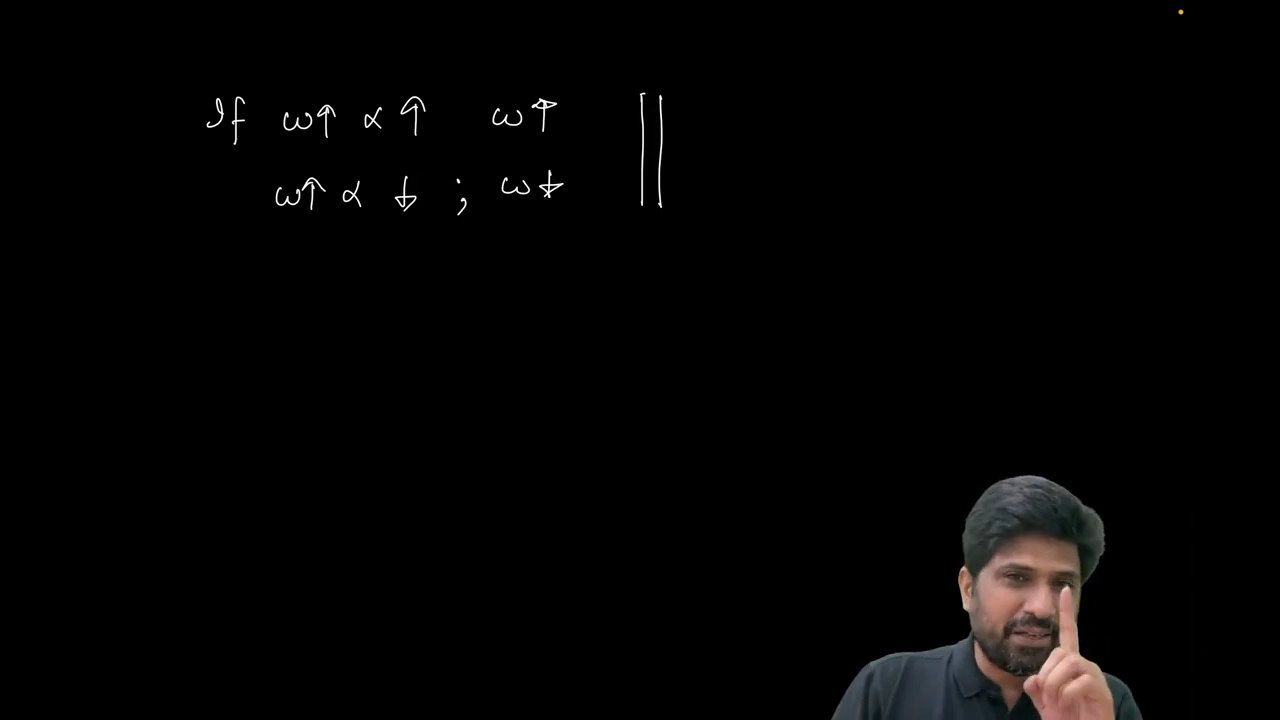 If ω↑ α ↑ ω↑ ||
ω↑ α ↓ ; ω↓